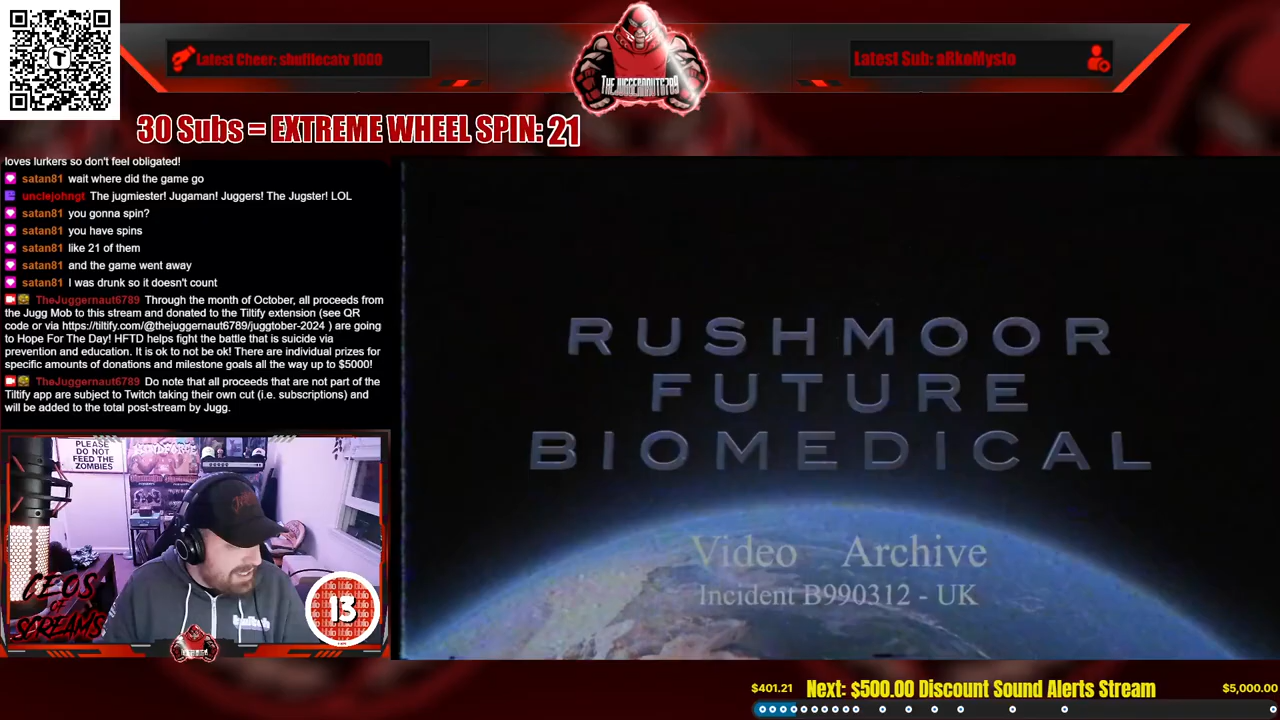 Latest Cheer: shufflecatv 1000
THEJUGGERNAUT6789
Latest Sub: aRkoMysto
30 Subs = EXTREME WHEEL SPIN: 21
loves lurkers so don't feel obligated!
satan81 wait where did the game go
unclejohngt The jugmiester! Jugaman! Juggers! The Jugster! LOL
satan81 you gonna spin?
satan81 you have spins
satan81 like 21 of them
satan81 and the game went away
satan81 I was drunk so it doesn't count
TheJuggernaut6789 Through the month of October, all proceeds from
the Jugg Mob to this stream and donated to the Tiltify extension (see QR
code or via https://tiltify.com/@thejuggernaut6789/juggtober-2024 ) are going
to Hope For The Day! HFTD helps fight the battle that is suicide via
prevention and education. It is ok to not be ok! There are individual prizes for
specific amounts of donations and milestone goals all the way up to $5000!
TheJuggernaut6789 Do note that all proceeds that are not part of the
Tiltify app are subject to Twitch taking their own cut (i.e. subscriptions) and
will be added to the total post-stream by Jugg.
RUSHMOOR
FUTURE
BIOMEDICAL
Video Archive
Incident B990312 - UK
PLEASE
DO NOT
FEED THE
ZOMBIES
CEOS
OF
STREAMS
13
$401.21 Next: $500.00 Discount Sound Alerts Stream $5,000.00